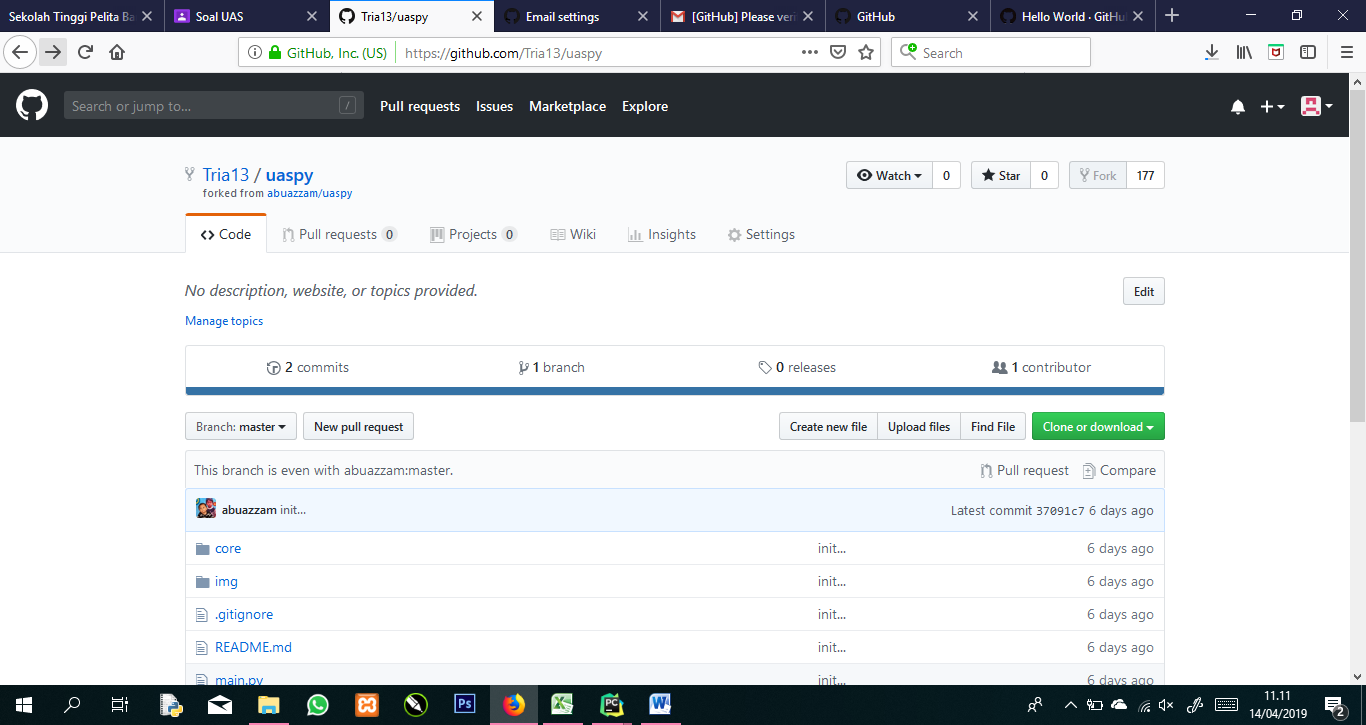 Sekolah Tinggi Pelita Ba
Soal UAS
Tria13/uaspy
Email settings
[GitHub] Please veri
GitHub
Hello World · GitHu
GitHub, Inc. (US)
https://github.com/Tria13/uaspy
Search
Search or jump to...
/
Pull requests
Issues
Marketplace
Explore
Tria13 / uaspy
Watch 0
Star 0
Fork 177
forked from abuazzam/uaspy
Code
Pull requests 0
Projects 0
Wiki
Insights
Settings
No description, website, or topics provided.
Edit
Manage topics
2 commits
1 branch
0 releases
1 contributor
Branch: master
New pull request
Create new file
Upload files
Find File
Clone or download
This branch is even with abuazzam:master.
Pull request
Compare
abuazzam init...
Latest commit 37091c7 6 days ago
core init... 6 days ago
img init... 6 days ago
.gitignore init... 6 days ago
README.md init... 6 days ago
main.py init... 6 days ago
Ps
PC
11.11
14/04/2019
2